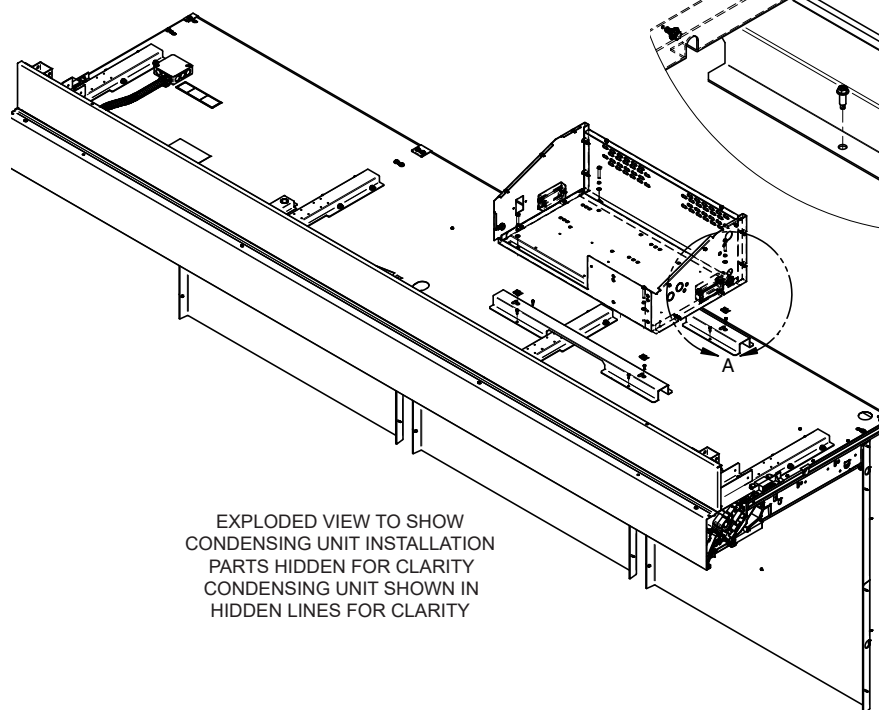 A
EXPLODED VIEW TO SHOW
CONDENSING UNIT INSTALLATION
PARTS HIDDEN FOR CLARITY
CONDENSING UNIT SHOWN IN
HIDDEN LINES FOR CLARITY